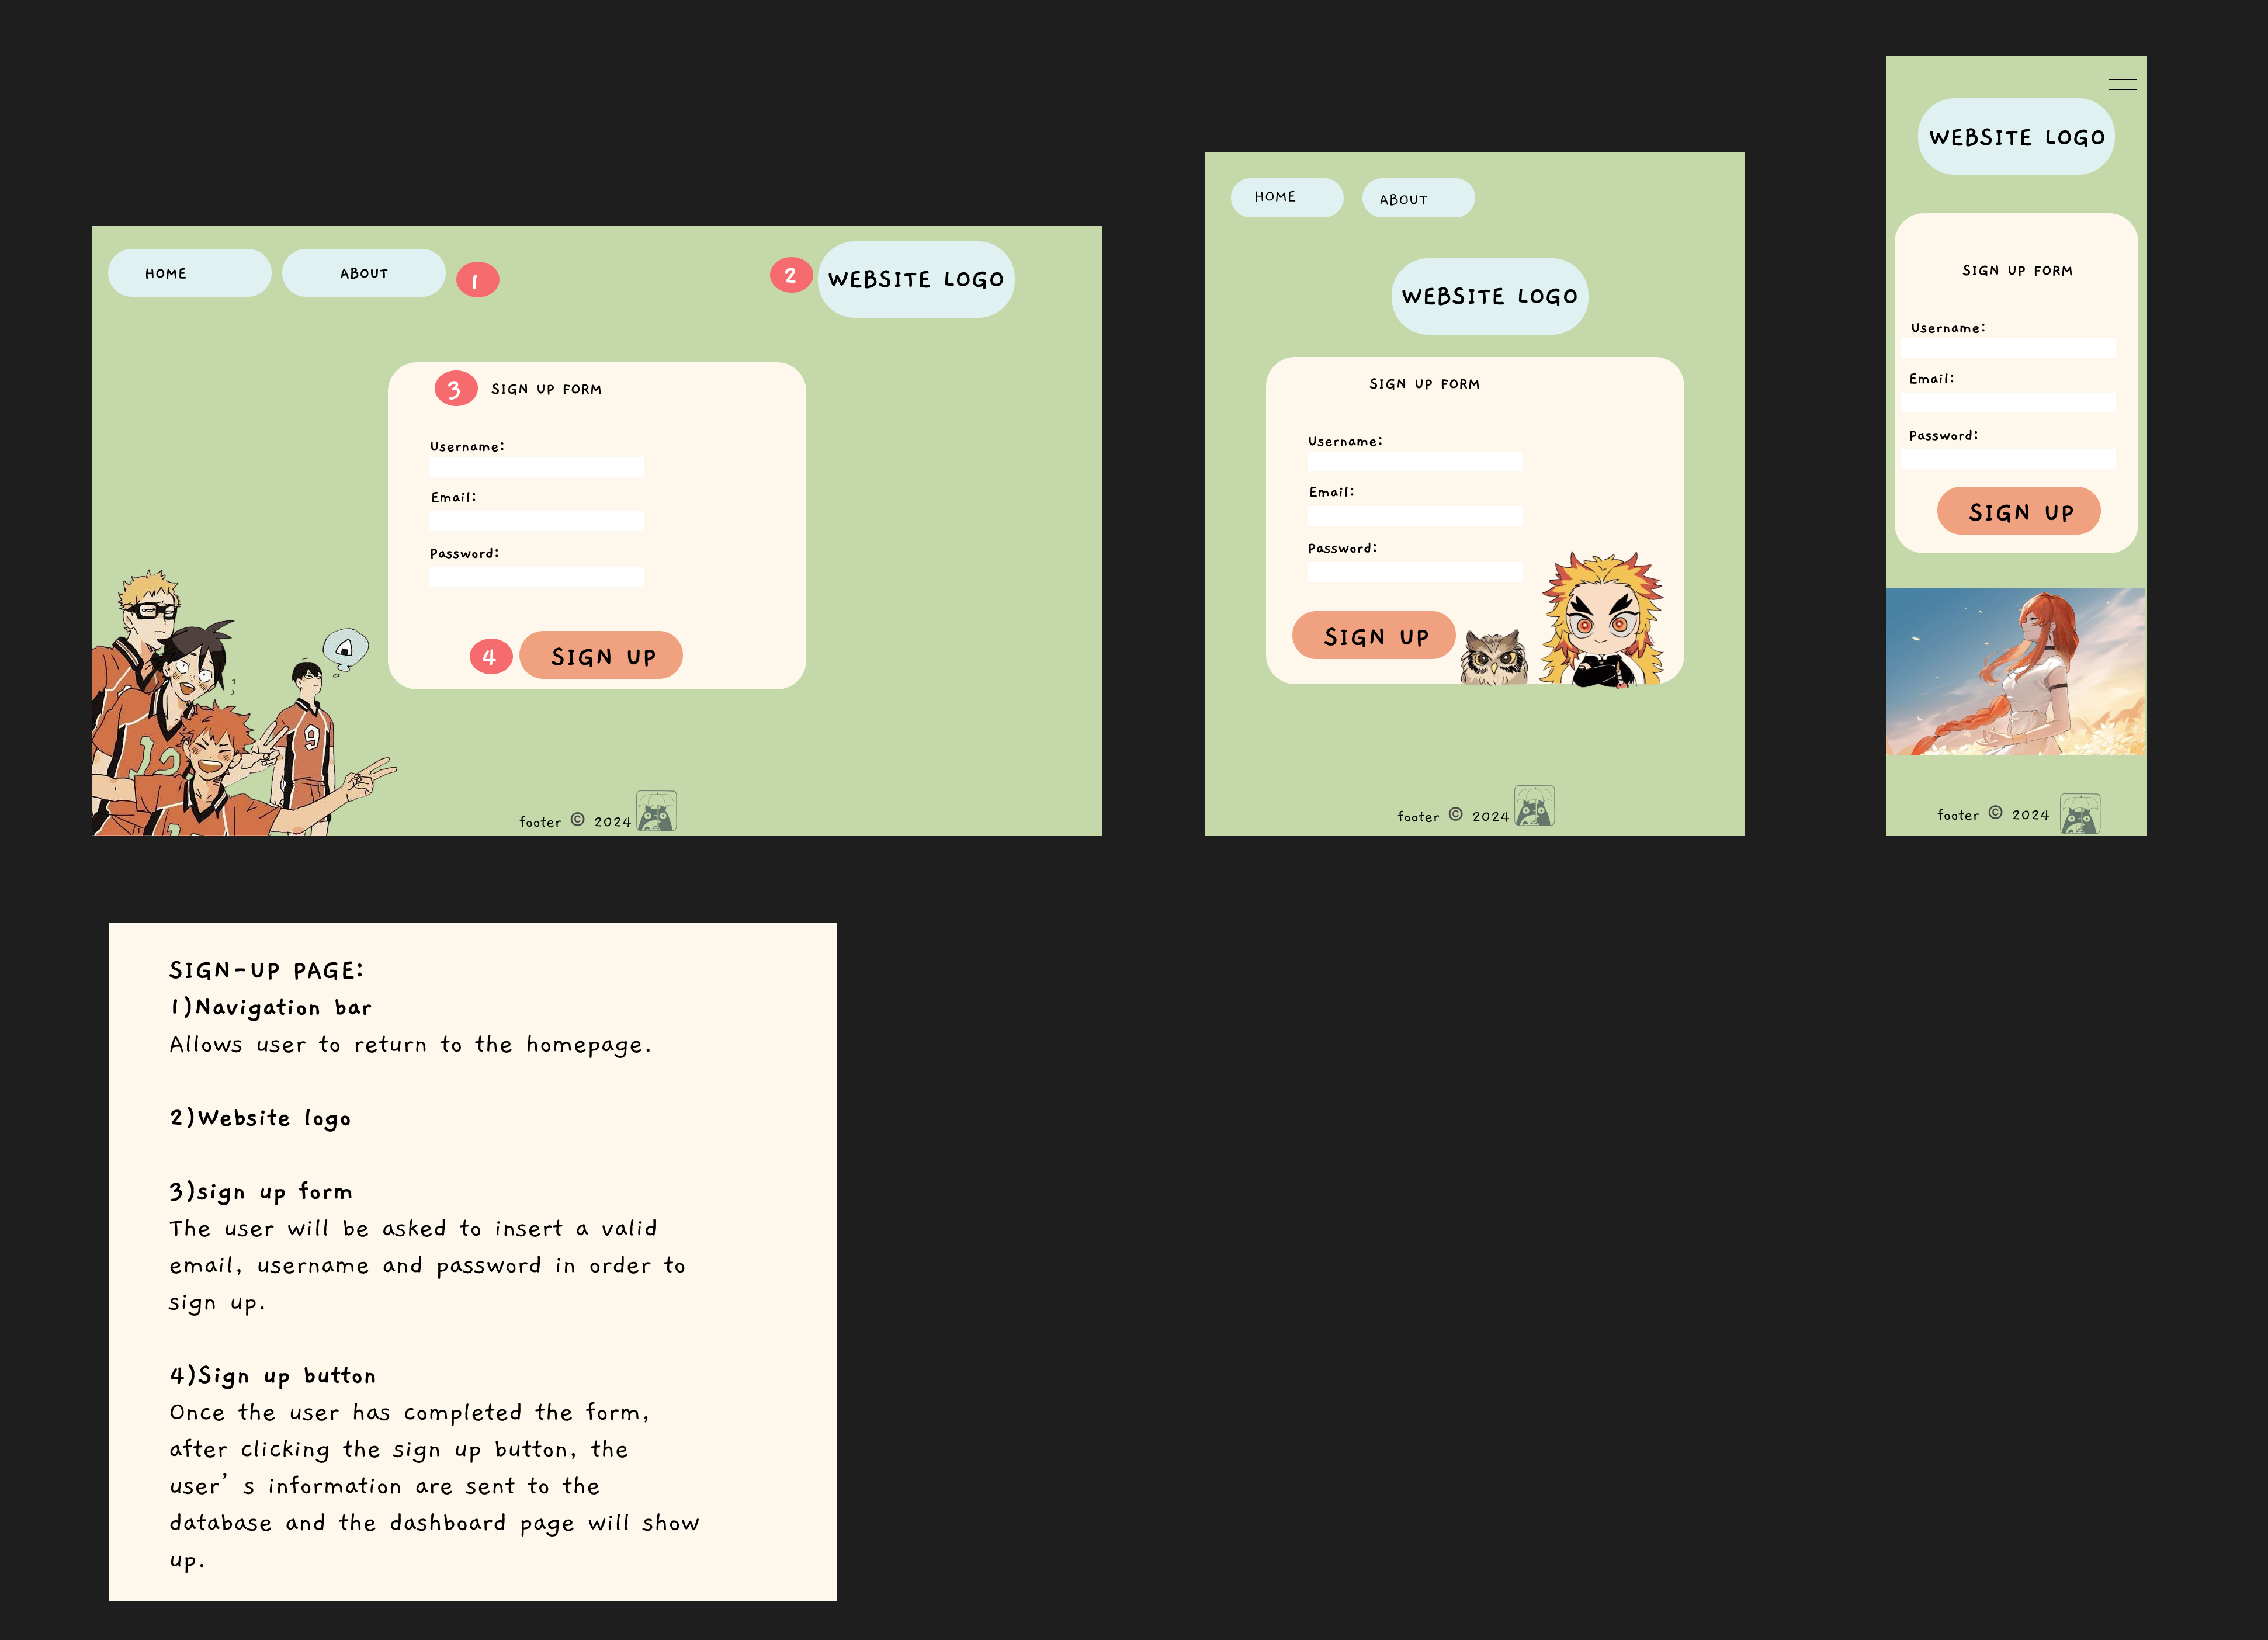 HOME
ABOUT
1
2
WEBSITE LOGO
3
SIGN UP FORM
Username:
Email:
Password:
4
SIGN UP
9
12
1
footer © 2024
HOME
ABOUT
WEBSITE LOGO
SIGN UP FORM
Username:
Email:
Password:
SIGN UP
footer © 2024
WEBSITE LOGO
SIGN UP FORM
Username:
Email:
Password:
SIGN UP
footer © 2024
SIGN-UP PAGE:
1)Navigation bar
Allows user to return to the homepage.
2)Website logo
3)sign up form
The user will be asked to insert a valid
email, username and password in order to
sign up.
4)Sign up button
Once the user has completed the form,
after clicking the sign up button, the
user's information are sent to the
database and the dashboard page will show
up.